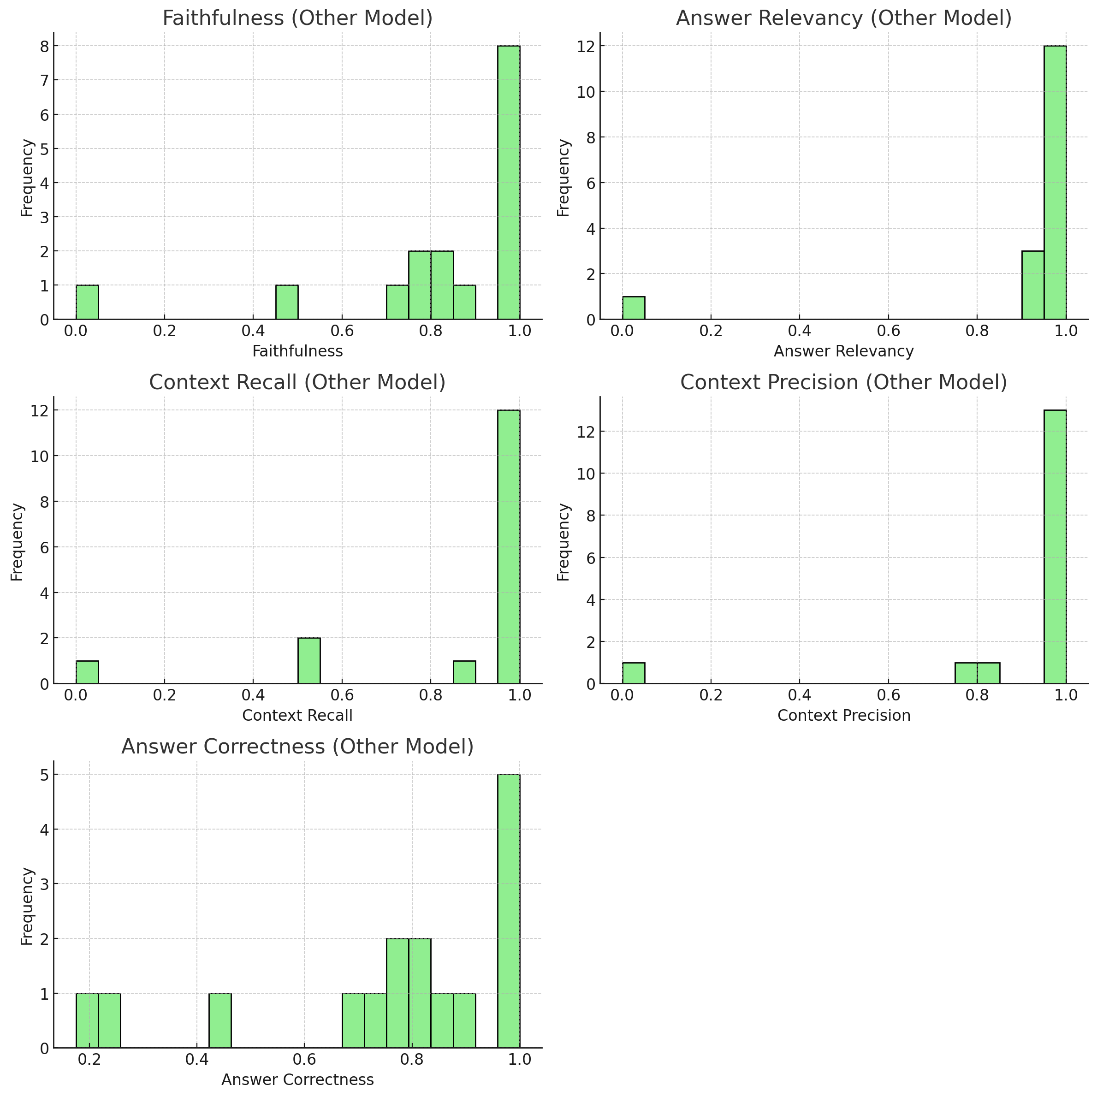 Faithfulness (Other Model)
8
7
6
5
4
3
2
1
0
Frequency
0.0 0.2 0.4 0.6 0.8 1.0
Faithfulness
Answer Relevancy (Other Model)
12
10
8
6
4
2
0
Frequency
0.0 0.2 0.4 0.6 0.8 1.0
Answer Relevancy
Context Recall (Other Model)
12
10
8
6
4
2
0
Frequency
0.0 0.2 0.4 0.6 0.8 1.0
Context Recall
Context Precision (Other Model)
12
10
8
6
4
2
0
Frequency
0.0 0.2 0.4 0.6 0.8 1.0
Context Precision
Answer Correctness (Other Model)
5
4
3
2
1
0
Frequency
0.2 0.4 0.6 0.8 1.0
Answer Correctness